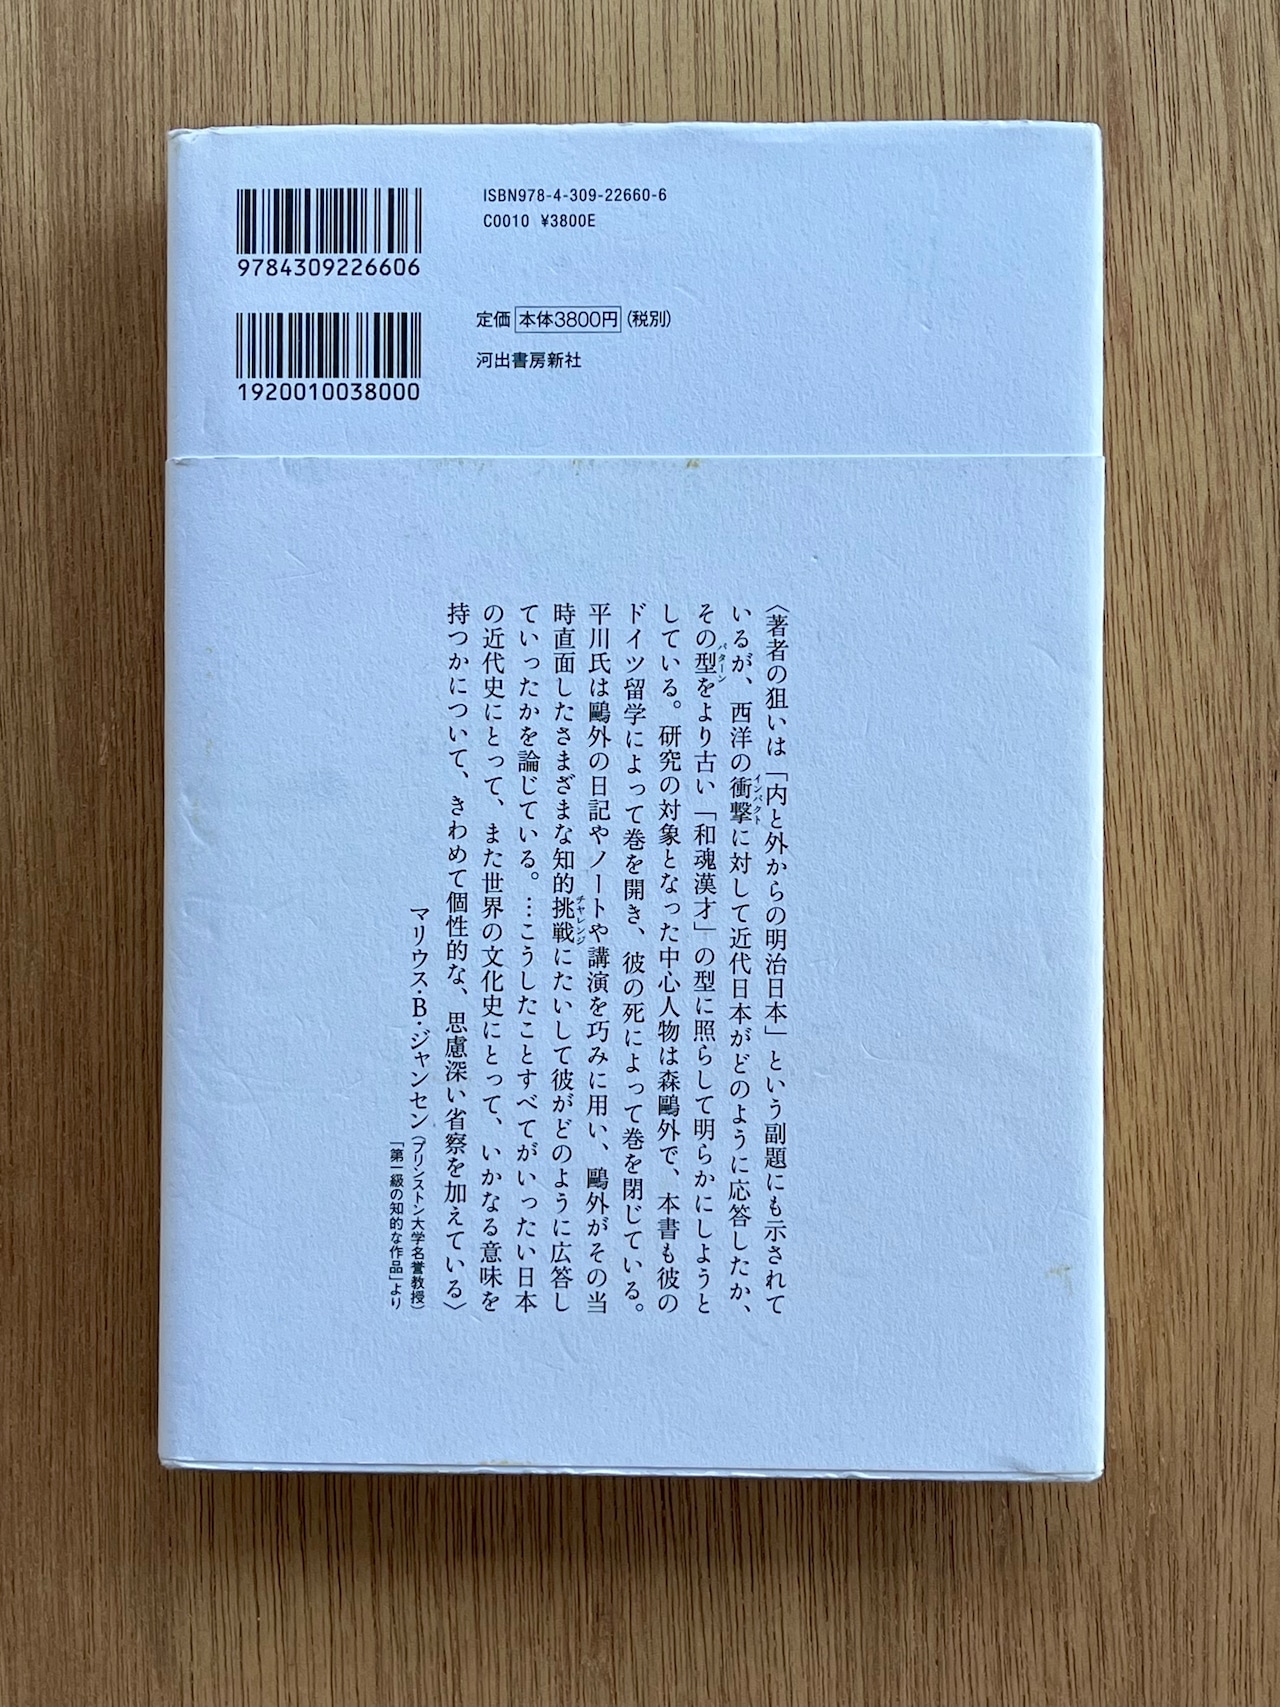 ISBN978-4-309-22660-6
C0010 ¥3800E
9784309226606
定価 本体3800円(税別)
河出書房新社
1920010038000
〈著者の狙いは「内と外からの明治日本」という副題にも示されて
いるが、西洋の衝撃に対して近代日本がどのように応答したか、
インパクト
その型をより古い「和魂漢才」の型に照らして明らかにしようと
パターン
している。研究の対象となった中心人物は森鷗外で、本書も彼の
ドイツ留学によって巻を開き、彼の死によって巻を閉じている。
平川氏は鷗外の日記やノートや講演を巧みに用い、鷗外がその当
時直面したさまざまな知的挑戦にたいして彼がどのように広答し
チャレンジ
ていったかを論じている。…こうしたことすべてがいったい日本
の近代史にとって、また世界の文化史にとって、いかなる意味を
持つかについて、きわめて個性的な、思慮深い省察を加えている〉
マリウス・B・ジャンセン(プリンストン大学名誉教授)
「第一級の知的な作品」より